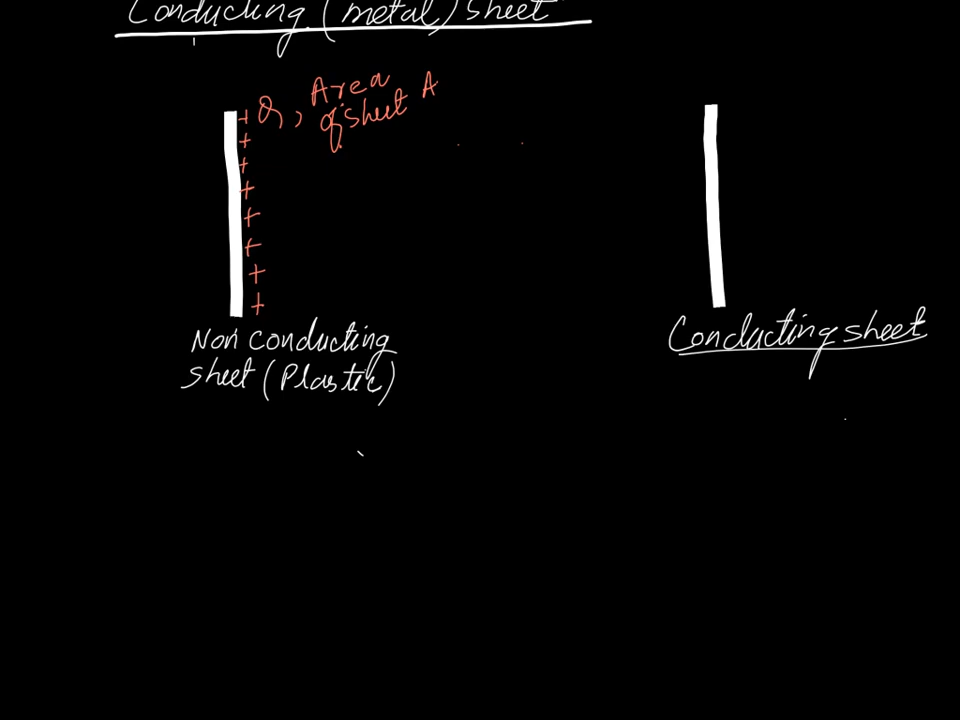 Conducting (metal) sheet
+ Q, Area
of sheet A
+
+
+
+
+
+
+
Non conducting
sheet (Plastic)
Conducting sheet